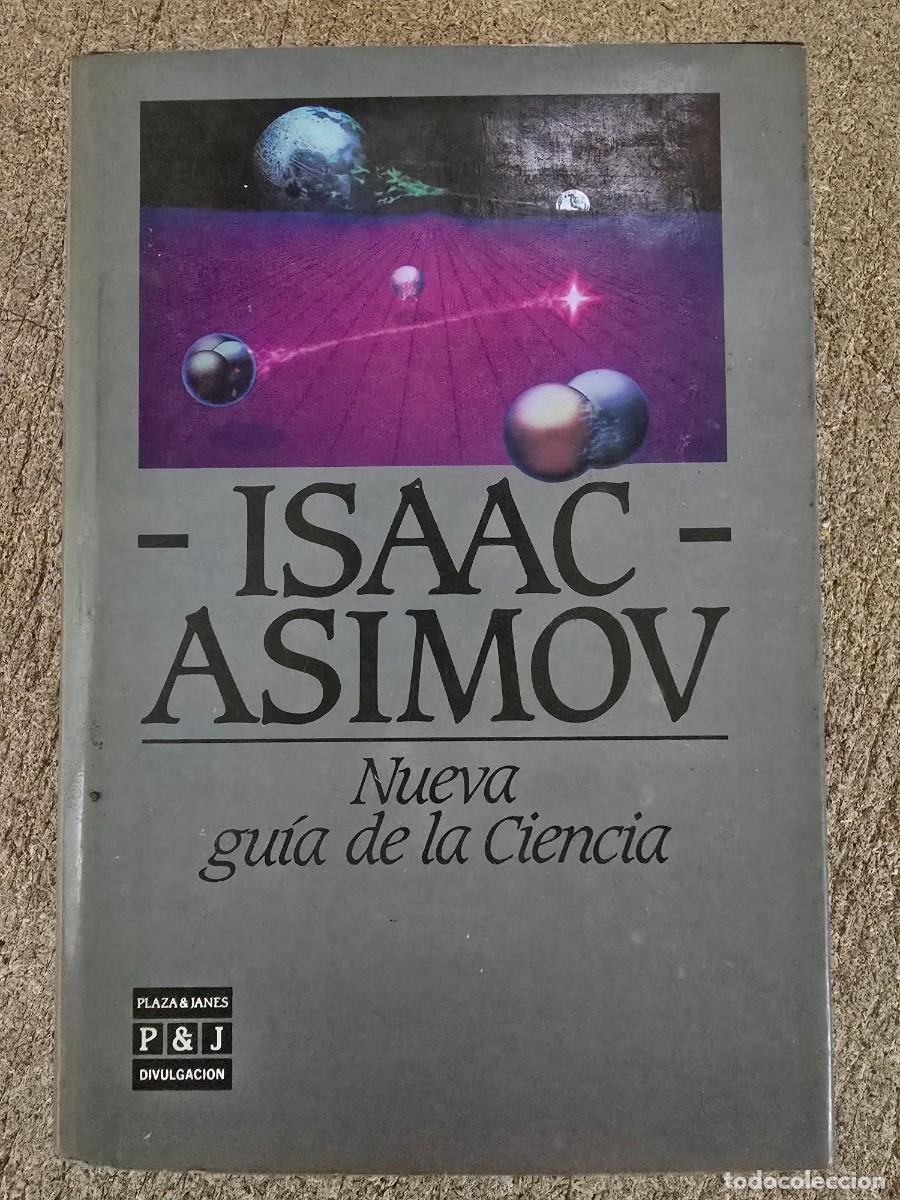 - ISAAC -
ASIMOV
Nueva
guía de la Ciencia
PLAZA & JANES
P & J
DIVULGACION
todocoleccion